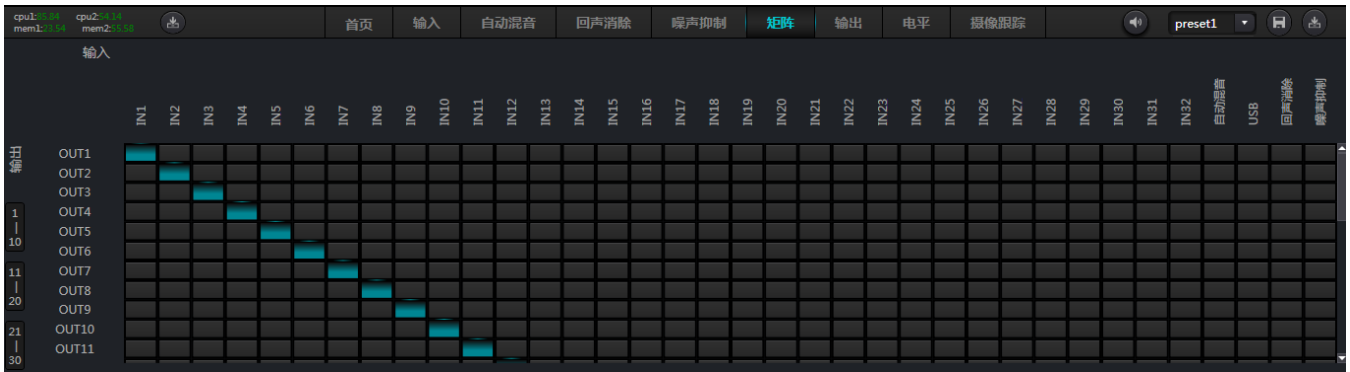 cpu1:85.84 cpu2:54.14
mem1:23.54 mem2:55.58
首页 输入 自动混音 回声消除 噪声抑制 矩阵 输出 电平 摄像跟踪 preset1
输入
IN1 IN2 IN3 IN4 IN5 IN6 IN7 IN8 IN9 IN10 IN11 IN12 IN13 IN14 IN15 IN16 IN17 IN18 IN19 IN20 IN21 IN22 IN23 IN24 IN25 IN26 IN27 IN28 IN29 IN30 IN31 IN32 自动混音 USB 回声消除 噪声抑制
输出
OUT1
OUT2
OUT3
OUT4
OUT5
OUT6
OUT7
OUT8
OUT9
OUT10
OUT11
1
|
10
11
|
20
21
|
30